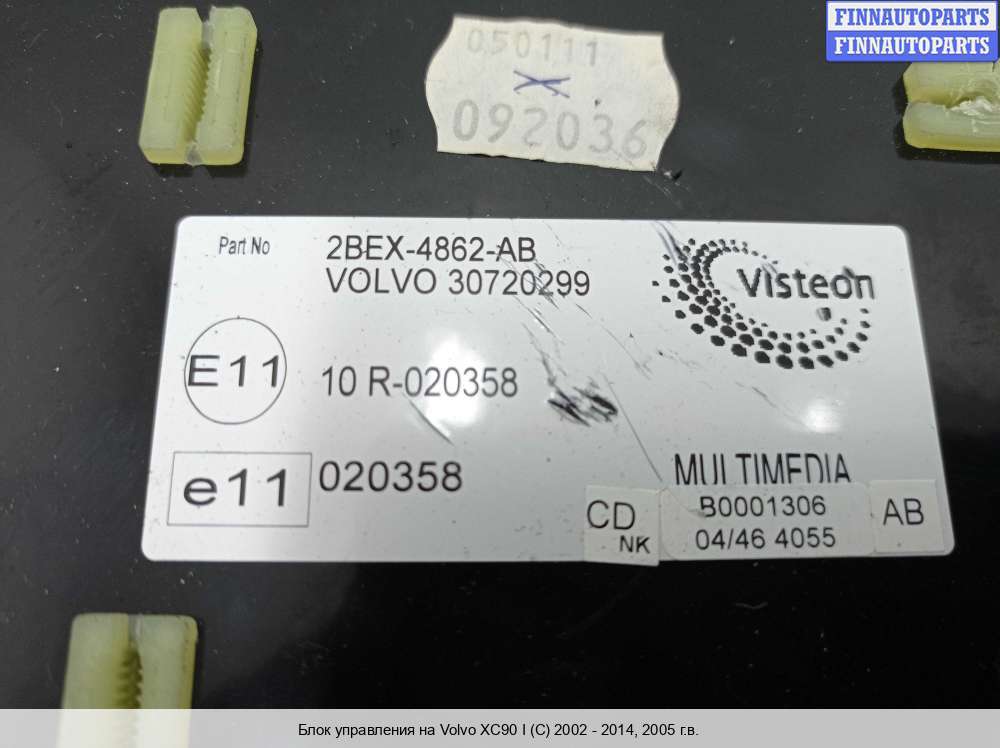 FINNAUTOPARTS
FINNAUTOPARTS
050111
092036
Part No 2BEX-4862-AB
VOLVO 30720299
Visteon
E11 10 R-020358
e11 020358
MULTIMEDIA
CD NK
B0001306
04/46 4055
AB
Блок управления на Volvo XC90 I (C) 2002 - 2014, 2005 г.в.